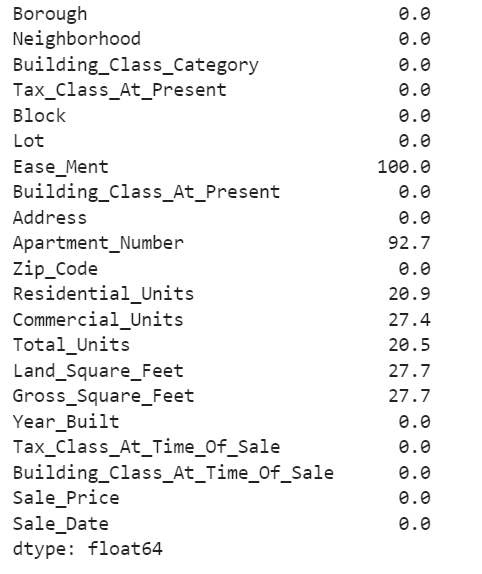 Borough 0.0
Neighborhood 0.0
Building_Class_Category 0.0
Tax_Class_At_Present 0.0
Block 0.0
Lot 0.0
Ease_Ment 100.0
Building_Class_At_Present 0.0
Address 0.0
Apartment_Number 92.7
Zip_Code 0.0
Residential_Units 20.9
Commercial_Units 27.4
Total_Units 20.5
Land_Square_Feet 27.7
Gross_Square_Feet 27.7
Year_Built 0.0
Tax_Class_At_Time_Of_Sale 0.0
Building_Class_At_Time_Of_Sale 0.0
Sale_Price 0.0
Sale_Date 0.0
dtype: float64